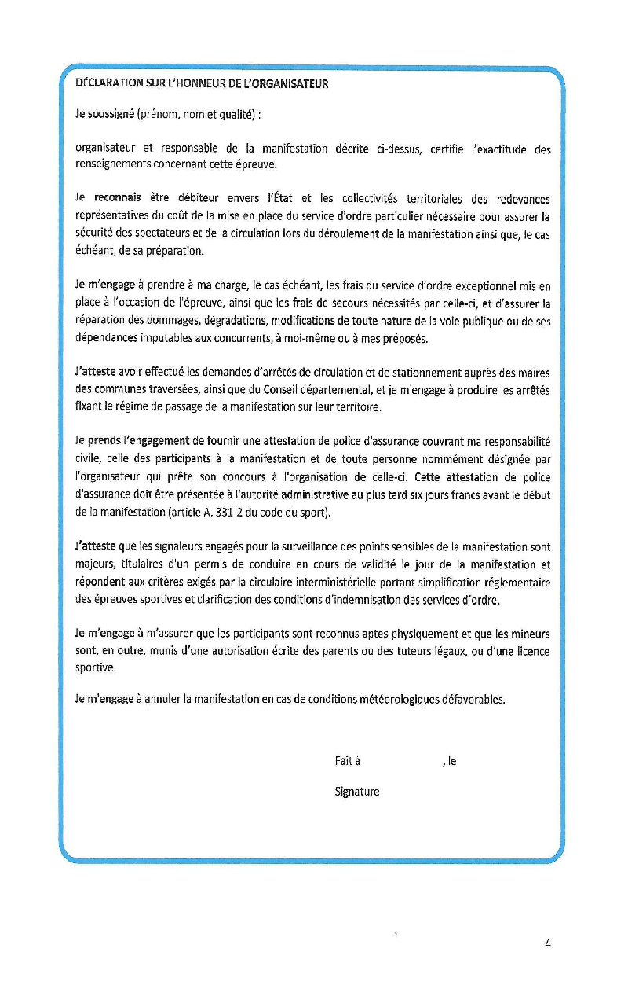 DÉCLARATION SUR L'HONNEUR DE L'ORGANISATEUR
Je soussigné (prénom, nom et qualité) :
organisateur et responsable de la manifestation décrite ci-dessus, certifie l'exactitude des
renseignements concernant cette épreuve.
Je reconnais être débiteur envers l'État et les collectivités territoriales des redevances
représentatives du coût de la mise en place du service d'ordre particulier nécessaire pour assurer la
sécurité des spectateurs et de la circulation lors du déroulement de la manifestation ainsi que, le cas
échéant, de sa préparation.
Je m'engage à prendre à ma charge, le cas échéant, les frais du service d'ordre exceptionnel mis en
place à l'occasion de l'épreuve, ainsi que les frais de secours nécessités par celle-ci, et d'assurer la
réparation des dommages, dégradations, modifications de toute nature de la voie publique ou de ses
dépendances imputables aux concurrents, à moi-même ou à mes préposés.
J'atteste avoir effectué les demandes d'arrêtés de circulation et de stationnement auprès des maires
des communes traversées, ainsi que du Conseil départemental, et je m'engage à produire les arrêtés
fixant le régime de passage de la manifestation sur leur territoire.
Je prends l'engagement de fournir une attestation de police d'assurance couvrant ma responsabilité
civile, celle des participants à la manifestation et de toute personne nommément désignée par
l'organisateur qui prête son concours à l'organisation de celle-ci. Cette attestation de police
d'assurance doit être présentée à l'autorité administrative au plus tard six jours francs avant le début
de la manifestation (article A. 331-2 du code du sport).
J'atteste que les signaleurs engagés pour la surveillance des points sensibles de la manifestation sont
majeurs, titulaires d'un permis de conduire en cours de validité le jour de la manifestation et
répondent aux critères exigés par la circulaire interministérielle portant simplification réglementaire
des épreuves sportives et clarification des conditions d'indemnisation des services d'ordre.
Je m'engage à m'assurer que les participants sont reconnus aptes physiquement et que les mineurs
sont, en outre, munis d'une autorisation écrite des parents ou des tuteurs légaux, ou d'une licence
sportive.
Je m'engage à annuler la manifestation en cas de conditions météorologiques défavorables.
Fait à , le
Signature
4